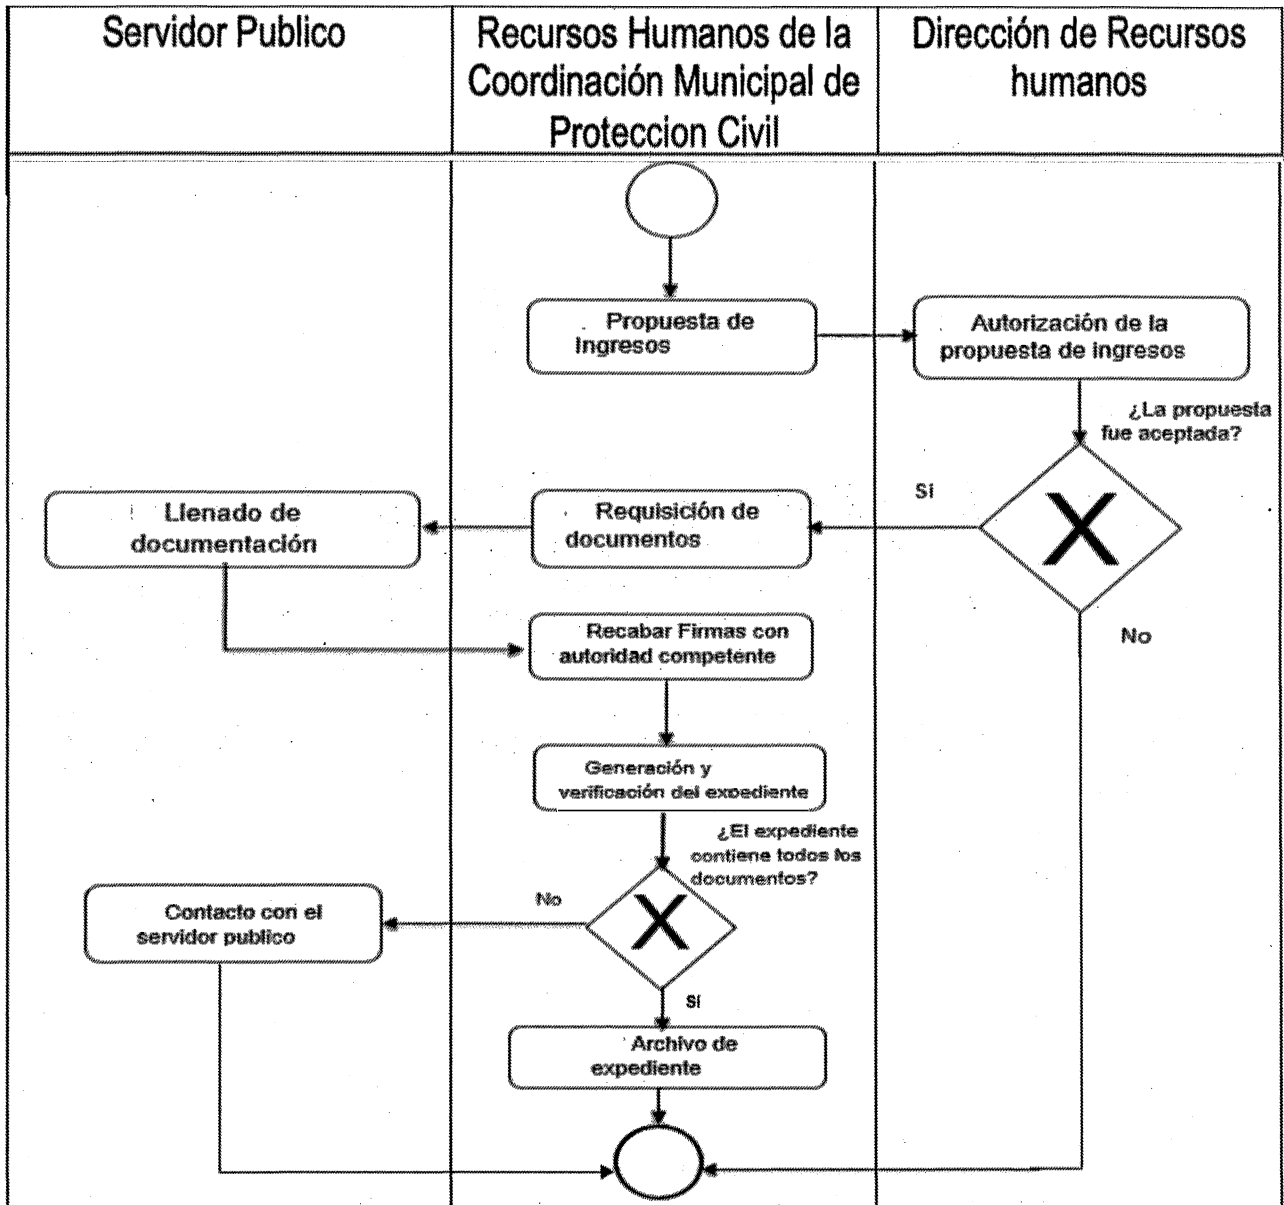 Servidor Publico
Recursos Humanos de la
Coordinación Municipal de
Proteccion Civil
Dirección de Recursos
humanos
Propuesta de
Ingresos
Autorización de la
propuesta de ingresos
¿La propuesta
fue aceptada?
X
Sí
No
Requisición de
documentos
Llenado de
documentación
Recabar Firmas con
autoridad competente
Generación y
verificación del expediente
¿El expediente
contiene todos los
documentos?
X
No
Contacto con el
servidor publico
Sí
Archivo de
expediente